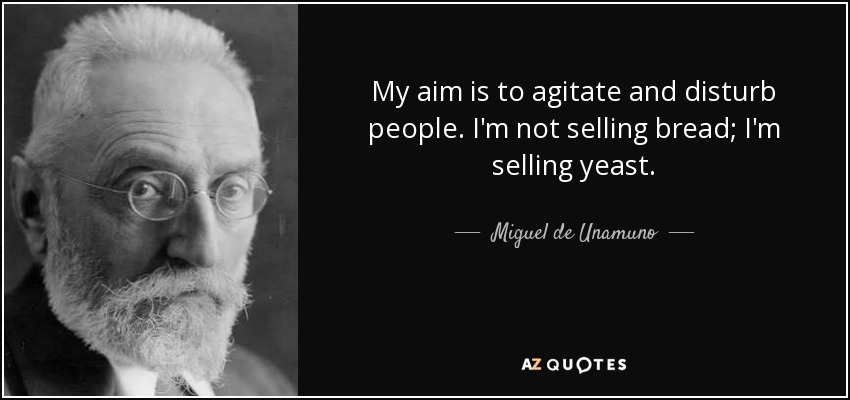 My aim is to agitate and disturb
people. I'm not selling bread; I'm
selling yeast.
Miguel de Unamuno
AZ QUOTES